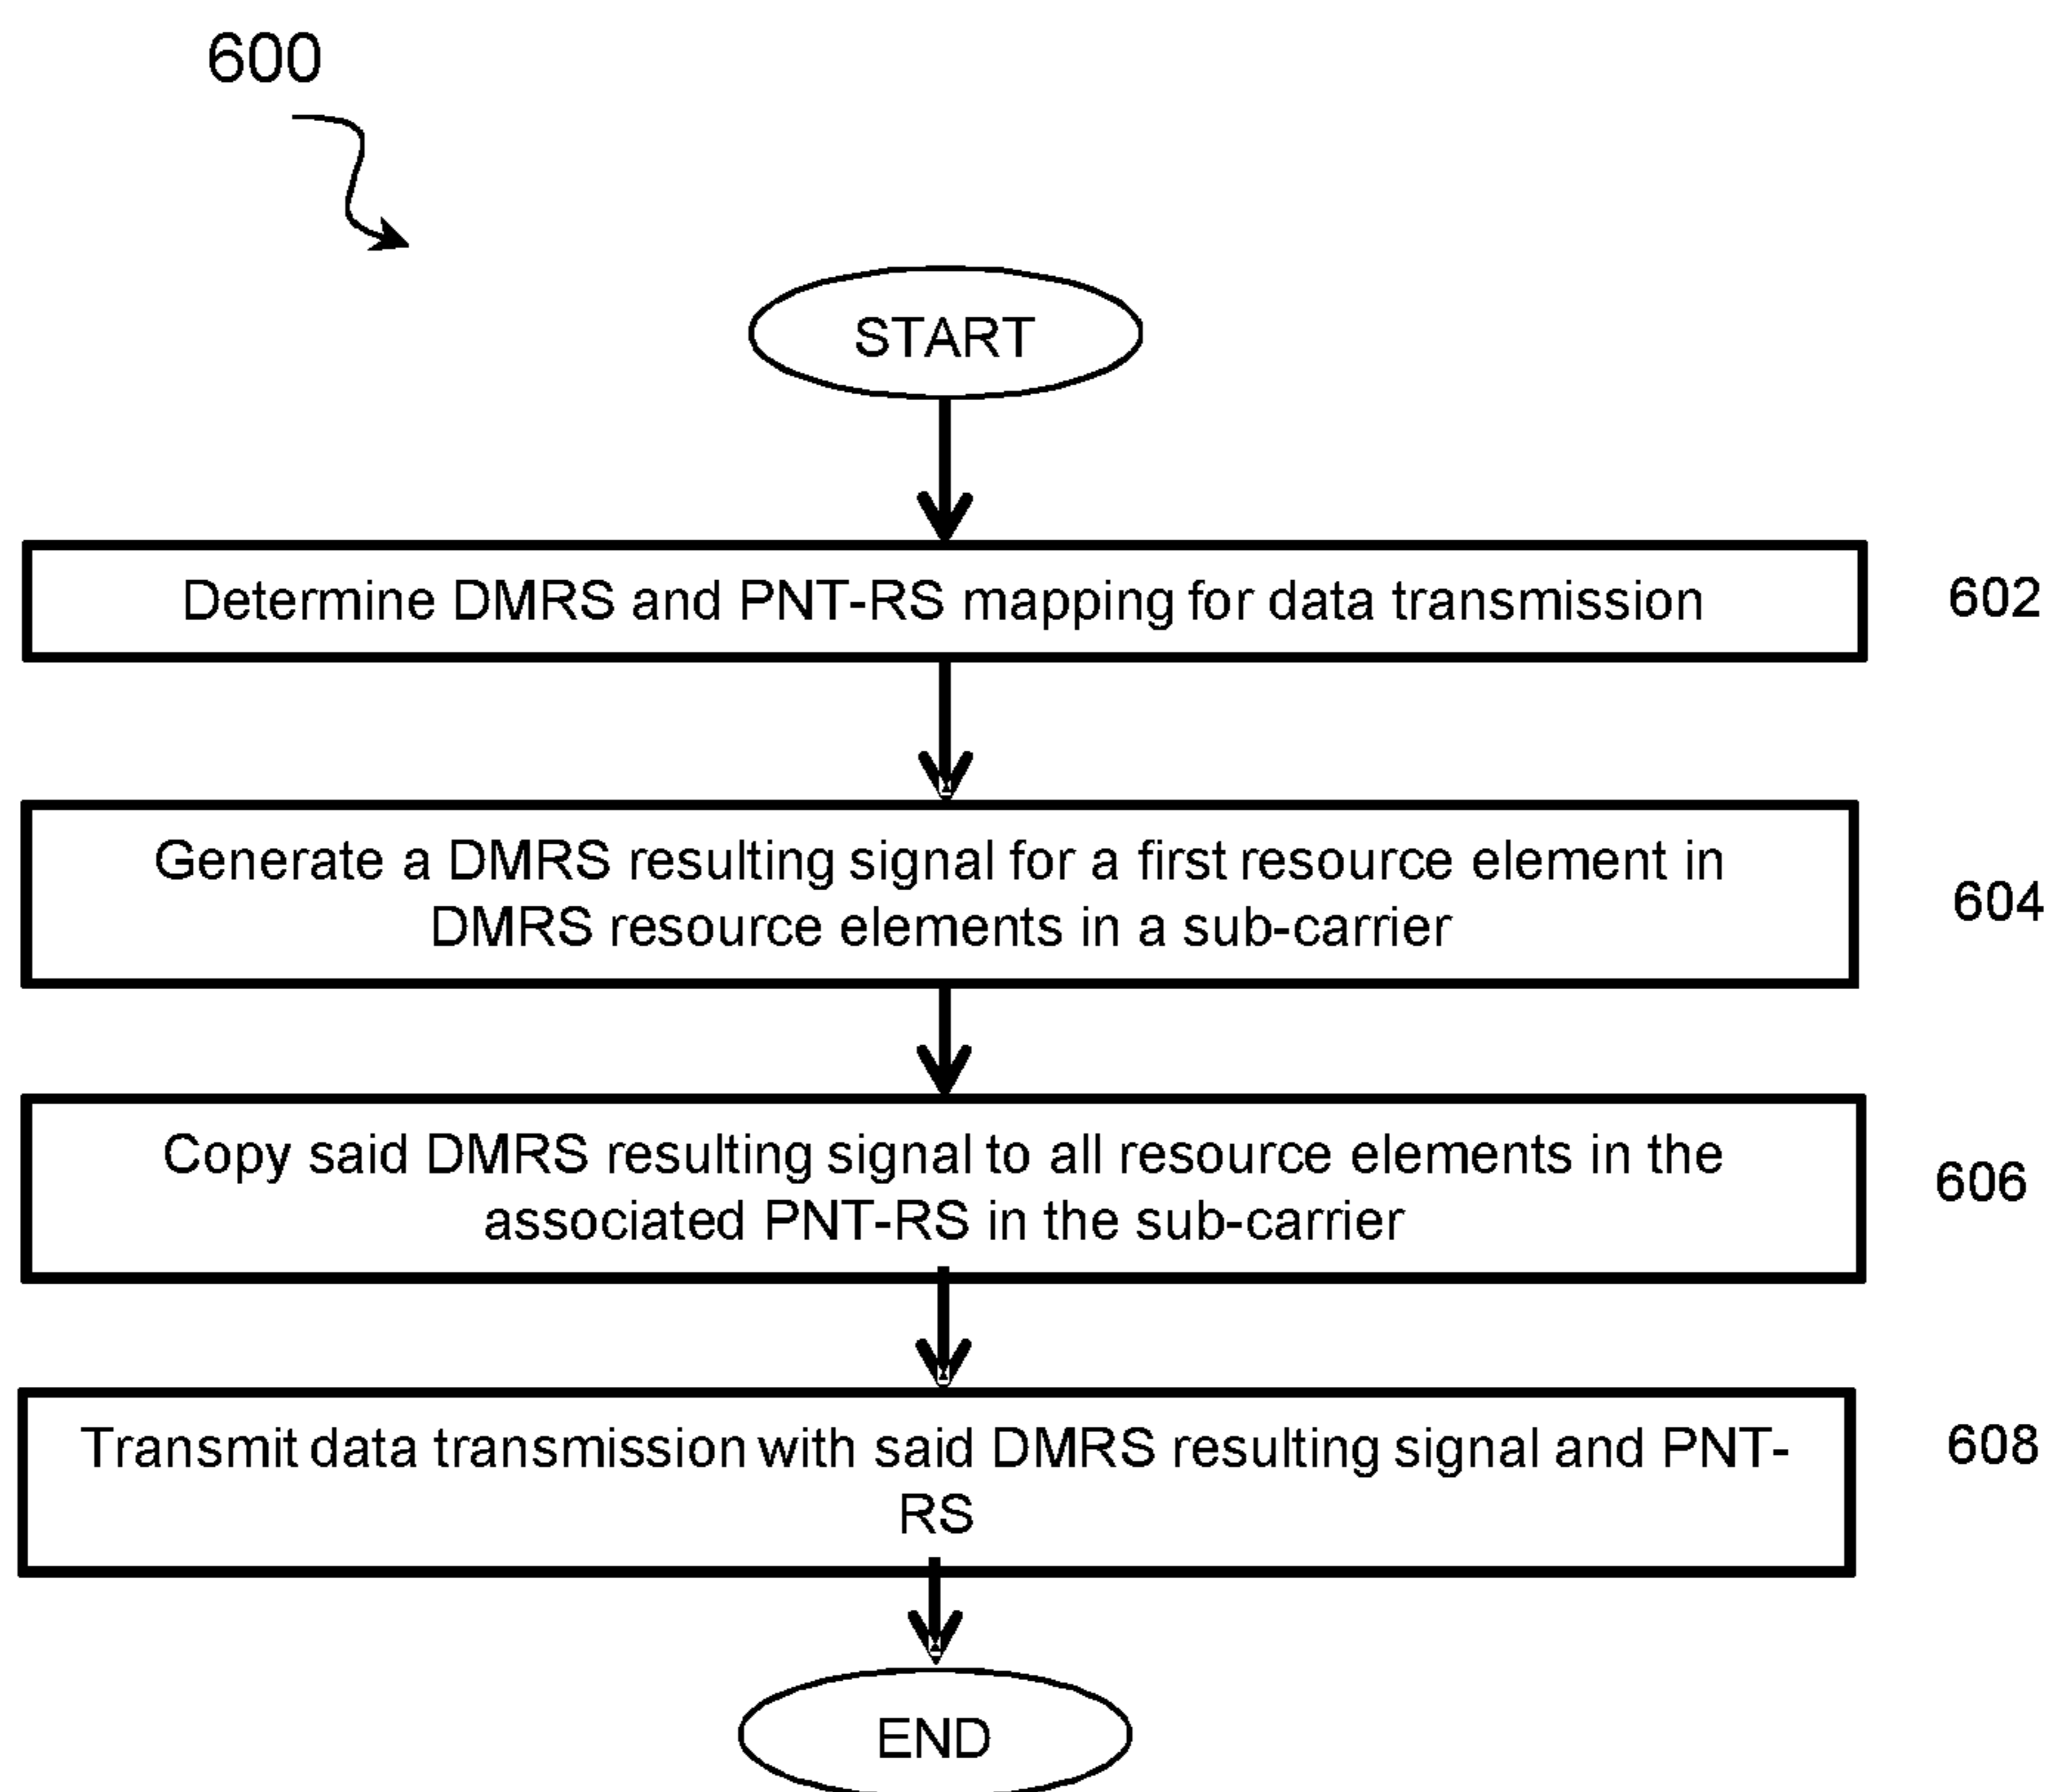 600
START
Determine DMRS and PNT-RS mapping for data transmission
602
Generate a DMRS resulting signal for a first resource element in
DMRS resource elements in a sub-carrier
604
Copy said DMRS resulting signal to all resource elements in the
associated PNT-RS in the sub-carrier
606
Transmit data transmission with said DMRS resulting signal and PNT-
RS
608
END